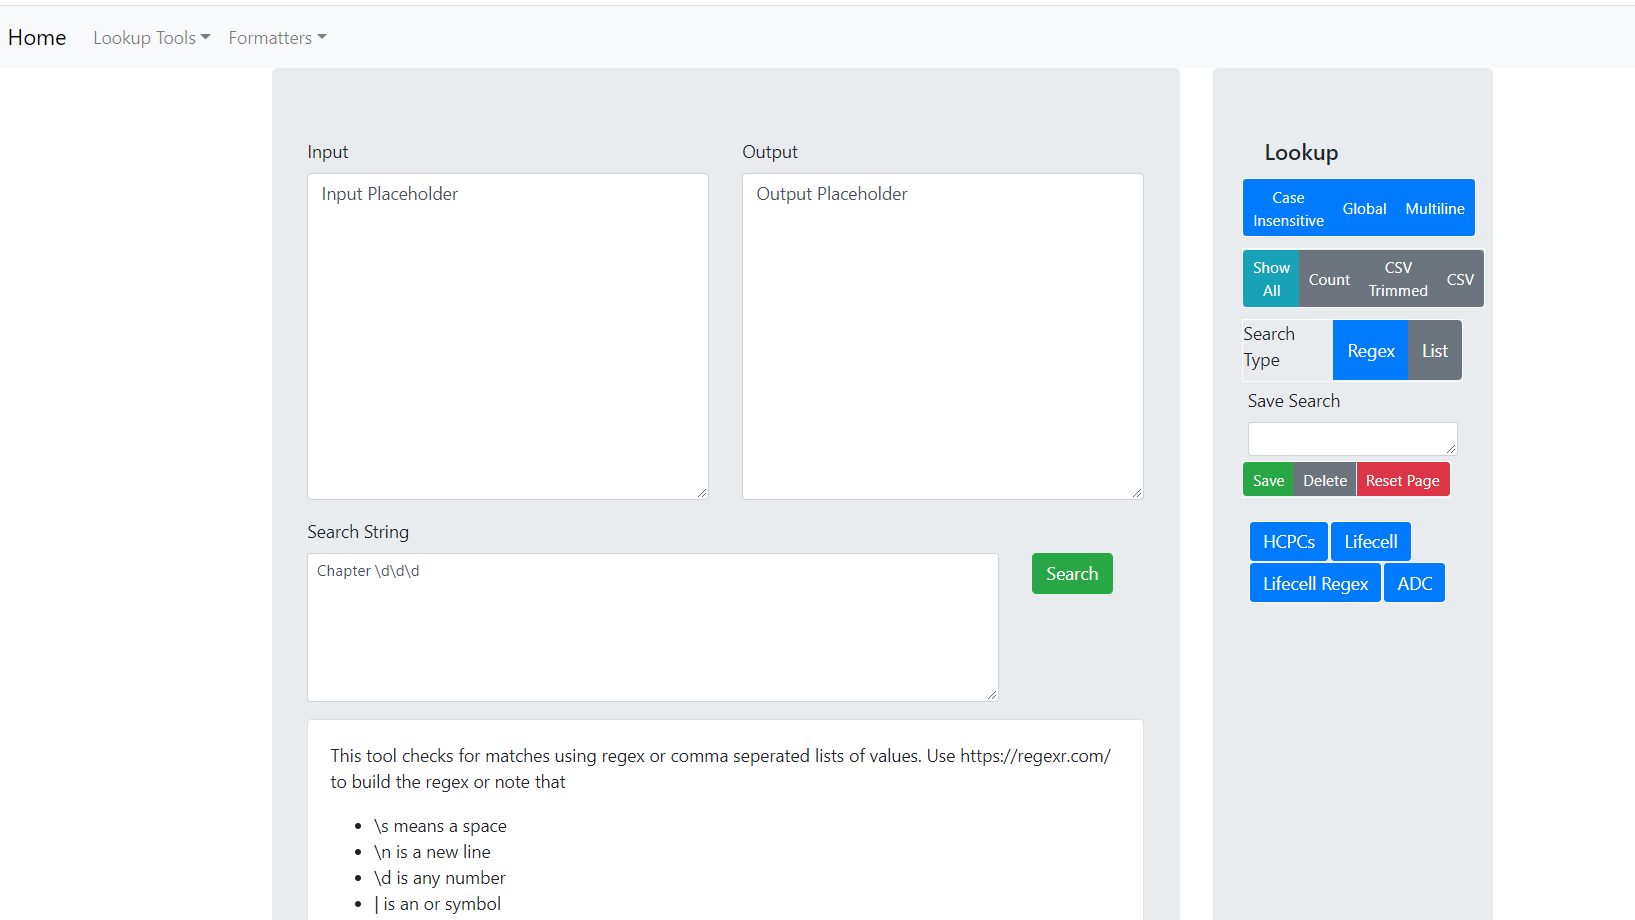 Home Lookup Tools Formatters
Input
Input Placeholder
Output
Output Placeholder
Search String
Chapter \d\d\d
Search
This tool checks for matches using regex or comma seperated lists of values. Use https://regexr.com/
to build the regex or note that
\s means a space
\n is a new line
\d is any number
| is an or symbol
Lookup
Case
Insensitive
Global
Multiline
Show
All
Count
CSV
Trimmed
CSV
Search
Type
Regex
List
Save Search
Save
Delete
Reset Page
HCPCs
Lifecell
Lifecell Regex
ADC